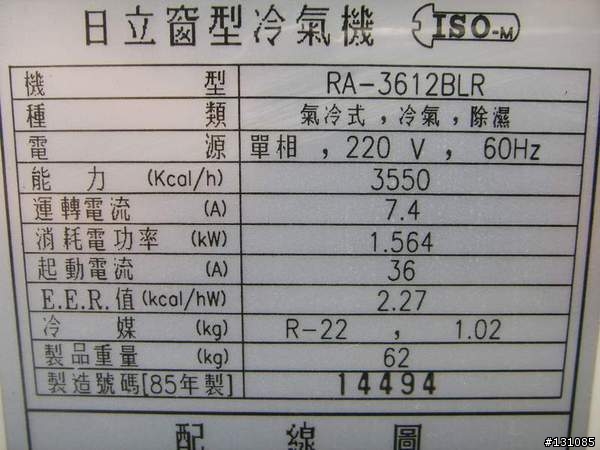 日立窗型冷氣機 ISO-M
機型 RA-3612BLR
種類 氣冷式，冷氣，除濕
電源 單相，220 V，60Hz
能力 (Kcal/h) 3550
運轉電流 (A) 7.4
消耗電功率 (kW) 1.564
起動電流 (A) 36
E.E.R.值(kcal/hW) 2.27
冷媒 (kg) R-22，1.02
製品重量 (kg) 62
製造號碼[85年製] 14494
配線圖
#131085